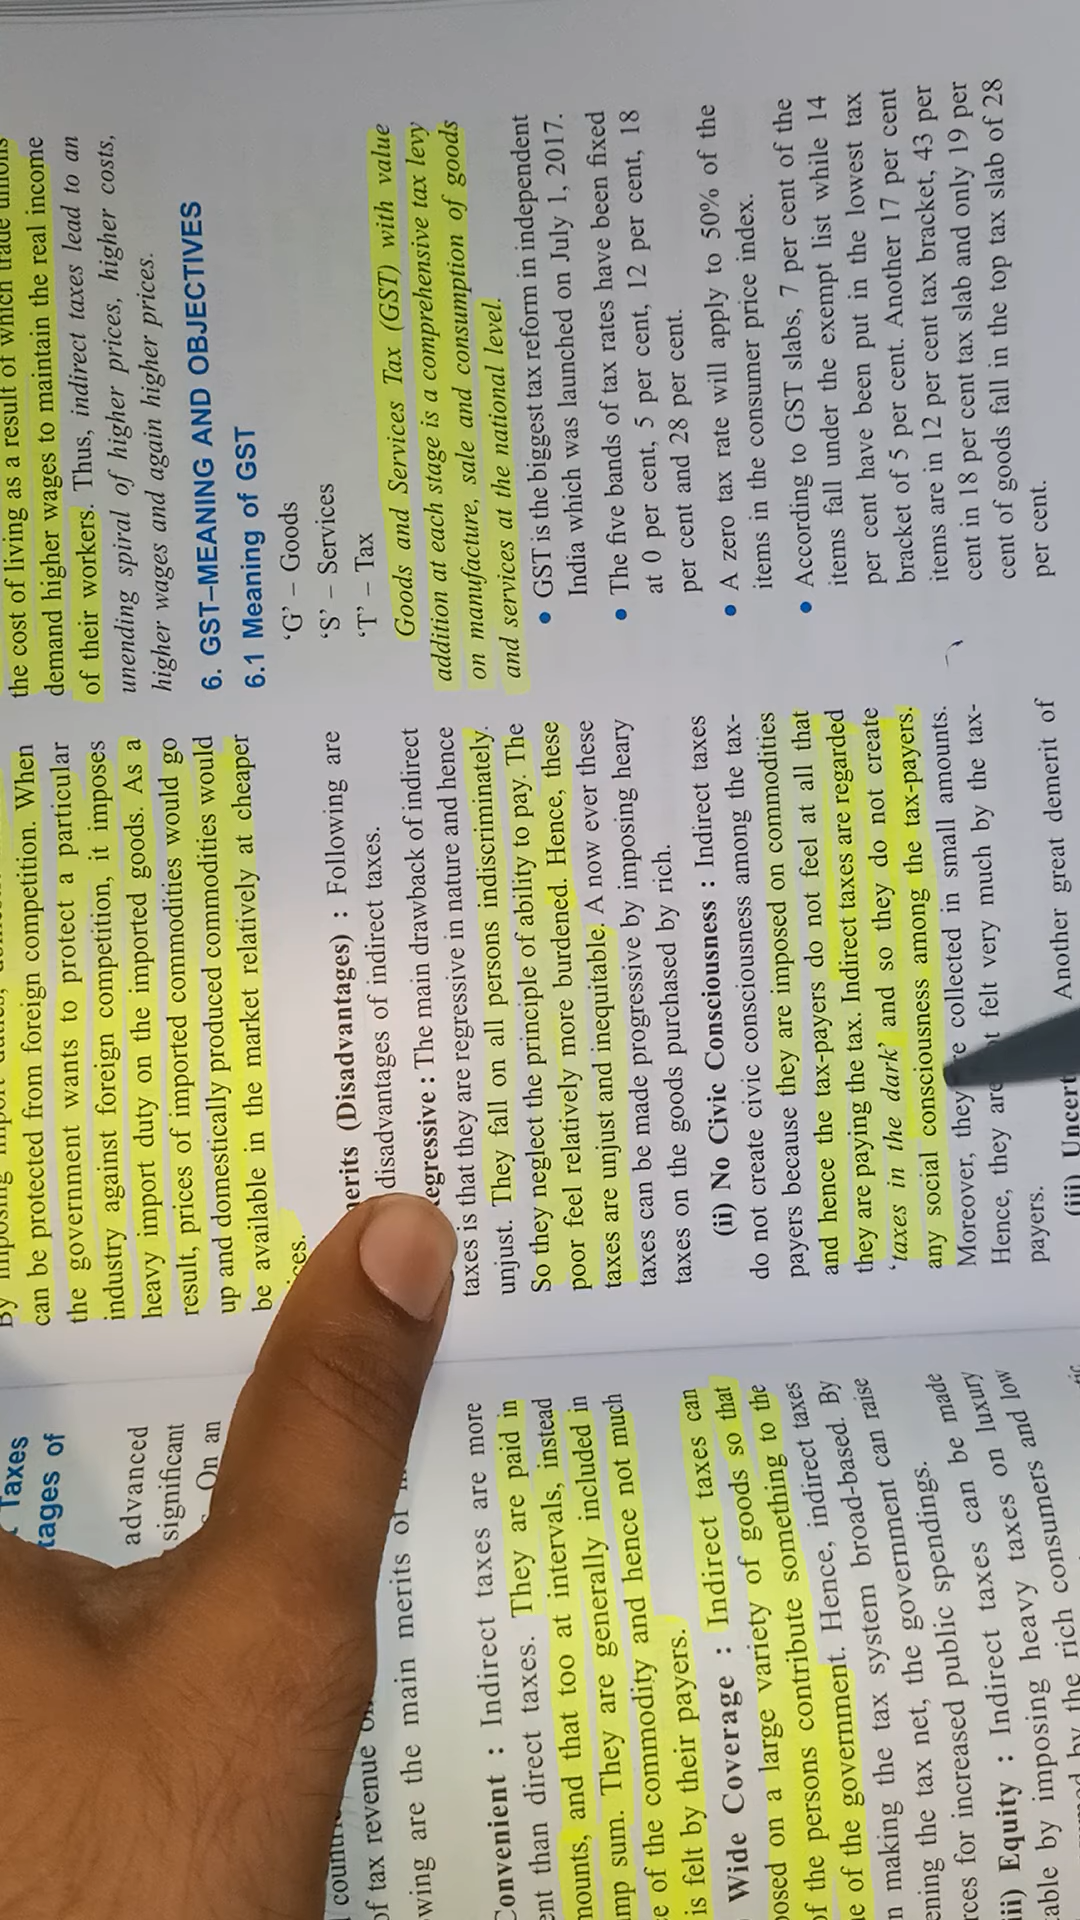 Taxes
tages of
advanced
significant
On an
of tax revenue
owing are the main merits of
Convenient : Indirect taxes are more
ent than direct taxes. They are paid in
mounts, and that too at intervals, instead
mp sum. They are generally included in
e of the commodity and hence not much
is felt by their payers.
Wide Coverage : Indirect taxes can
posed on a large variety of goods so that
of the persons contribute something to the
e of the government. Hence, indirect taxes
n making the tax system broad-based. By
ening the tax net, the government can raise
rces for increased public spendings.
ii) Equity : Indirect taxes can be made
table by imposing heavy taxes on luxury
by the rich consumers and low
can be protected from foreign competition. When
the government wants to protect a particular
industry against foreign competition, it imposes
heavy import duty on the imported goods. As a
result, prices of imported commodities would go
up and domestically produced commodities would
be available in the market relatively at cheaper
ices.
erits (Disadvantages) : Following are
disadvantages of indirect taxes.
egressive : The main drawback of indirect
taxes is that they are regressive in nature and hence
unjust. They fall on all persons indiscriminately.
So they neglect the principle of ability to pay. The
poor feel relatively more burdened. Hence, these
taxes are unjust and inequitable. A now ever these
taxes can be made progressive by imposing heary
taxes on the goods purchased by rich.
(ii) No Civic Consciousness : Indirect taxes
do not create civic consciousness among the tax-
payers because they are imposed on commodities
and hence the tax-payers do not feel at all that
they are paying the tax. Indirect taxes are regarded
'taxes in the dark' and so they do not create
any social consciousness among the tax-payers.
Moreover, they re collected in small amounts.
Hence, they are t felt very much by the tax-
payers.
(iii) Uncert Another great demerit of
the cost of living as a result of which trade unions
demand higher wages to maintain the real income
of their workers. Thus, indirect taxes lead to an
unending spiral of higher prices, higher costs,
higher wages and again higher prices.
6. GST–MEANING AND OBJECTIVES
6.1 Meaning of GST
'G' – Goods
'S' – Services
'T' – Tax
Goods and Services Tax (GST) with value
addition at each stage is a comprehensive tax levy
on manufacture, sale and consumption of goods
and services at the national level.
• GST is the biggest tax reform in independent
India which was launched on July 1, 2017.
• The five bands of tax rates have been fixed
at 0 per cent, 5 per cent, 12 per cent, 18
per cent and 28 per cent.
• A zero tax rate will apply to 50% of the
items in the consumer price index.
• According to GST slabs, 7 per cent of the
items fall under the exempt list while 14
per cent have been put in the lowest tax
bracket of 5 per cent. Another 17 per cent
items are in 12 per cent tax bracket, 43 per
cent in 18 per cent tax slab and only 19 per
cent of goods fall in the top tax slab of 28
per cent.